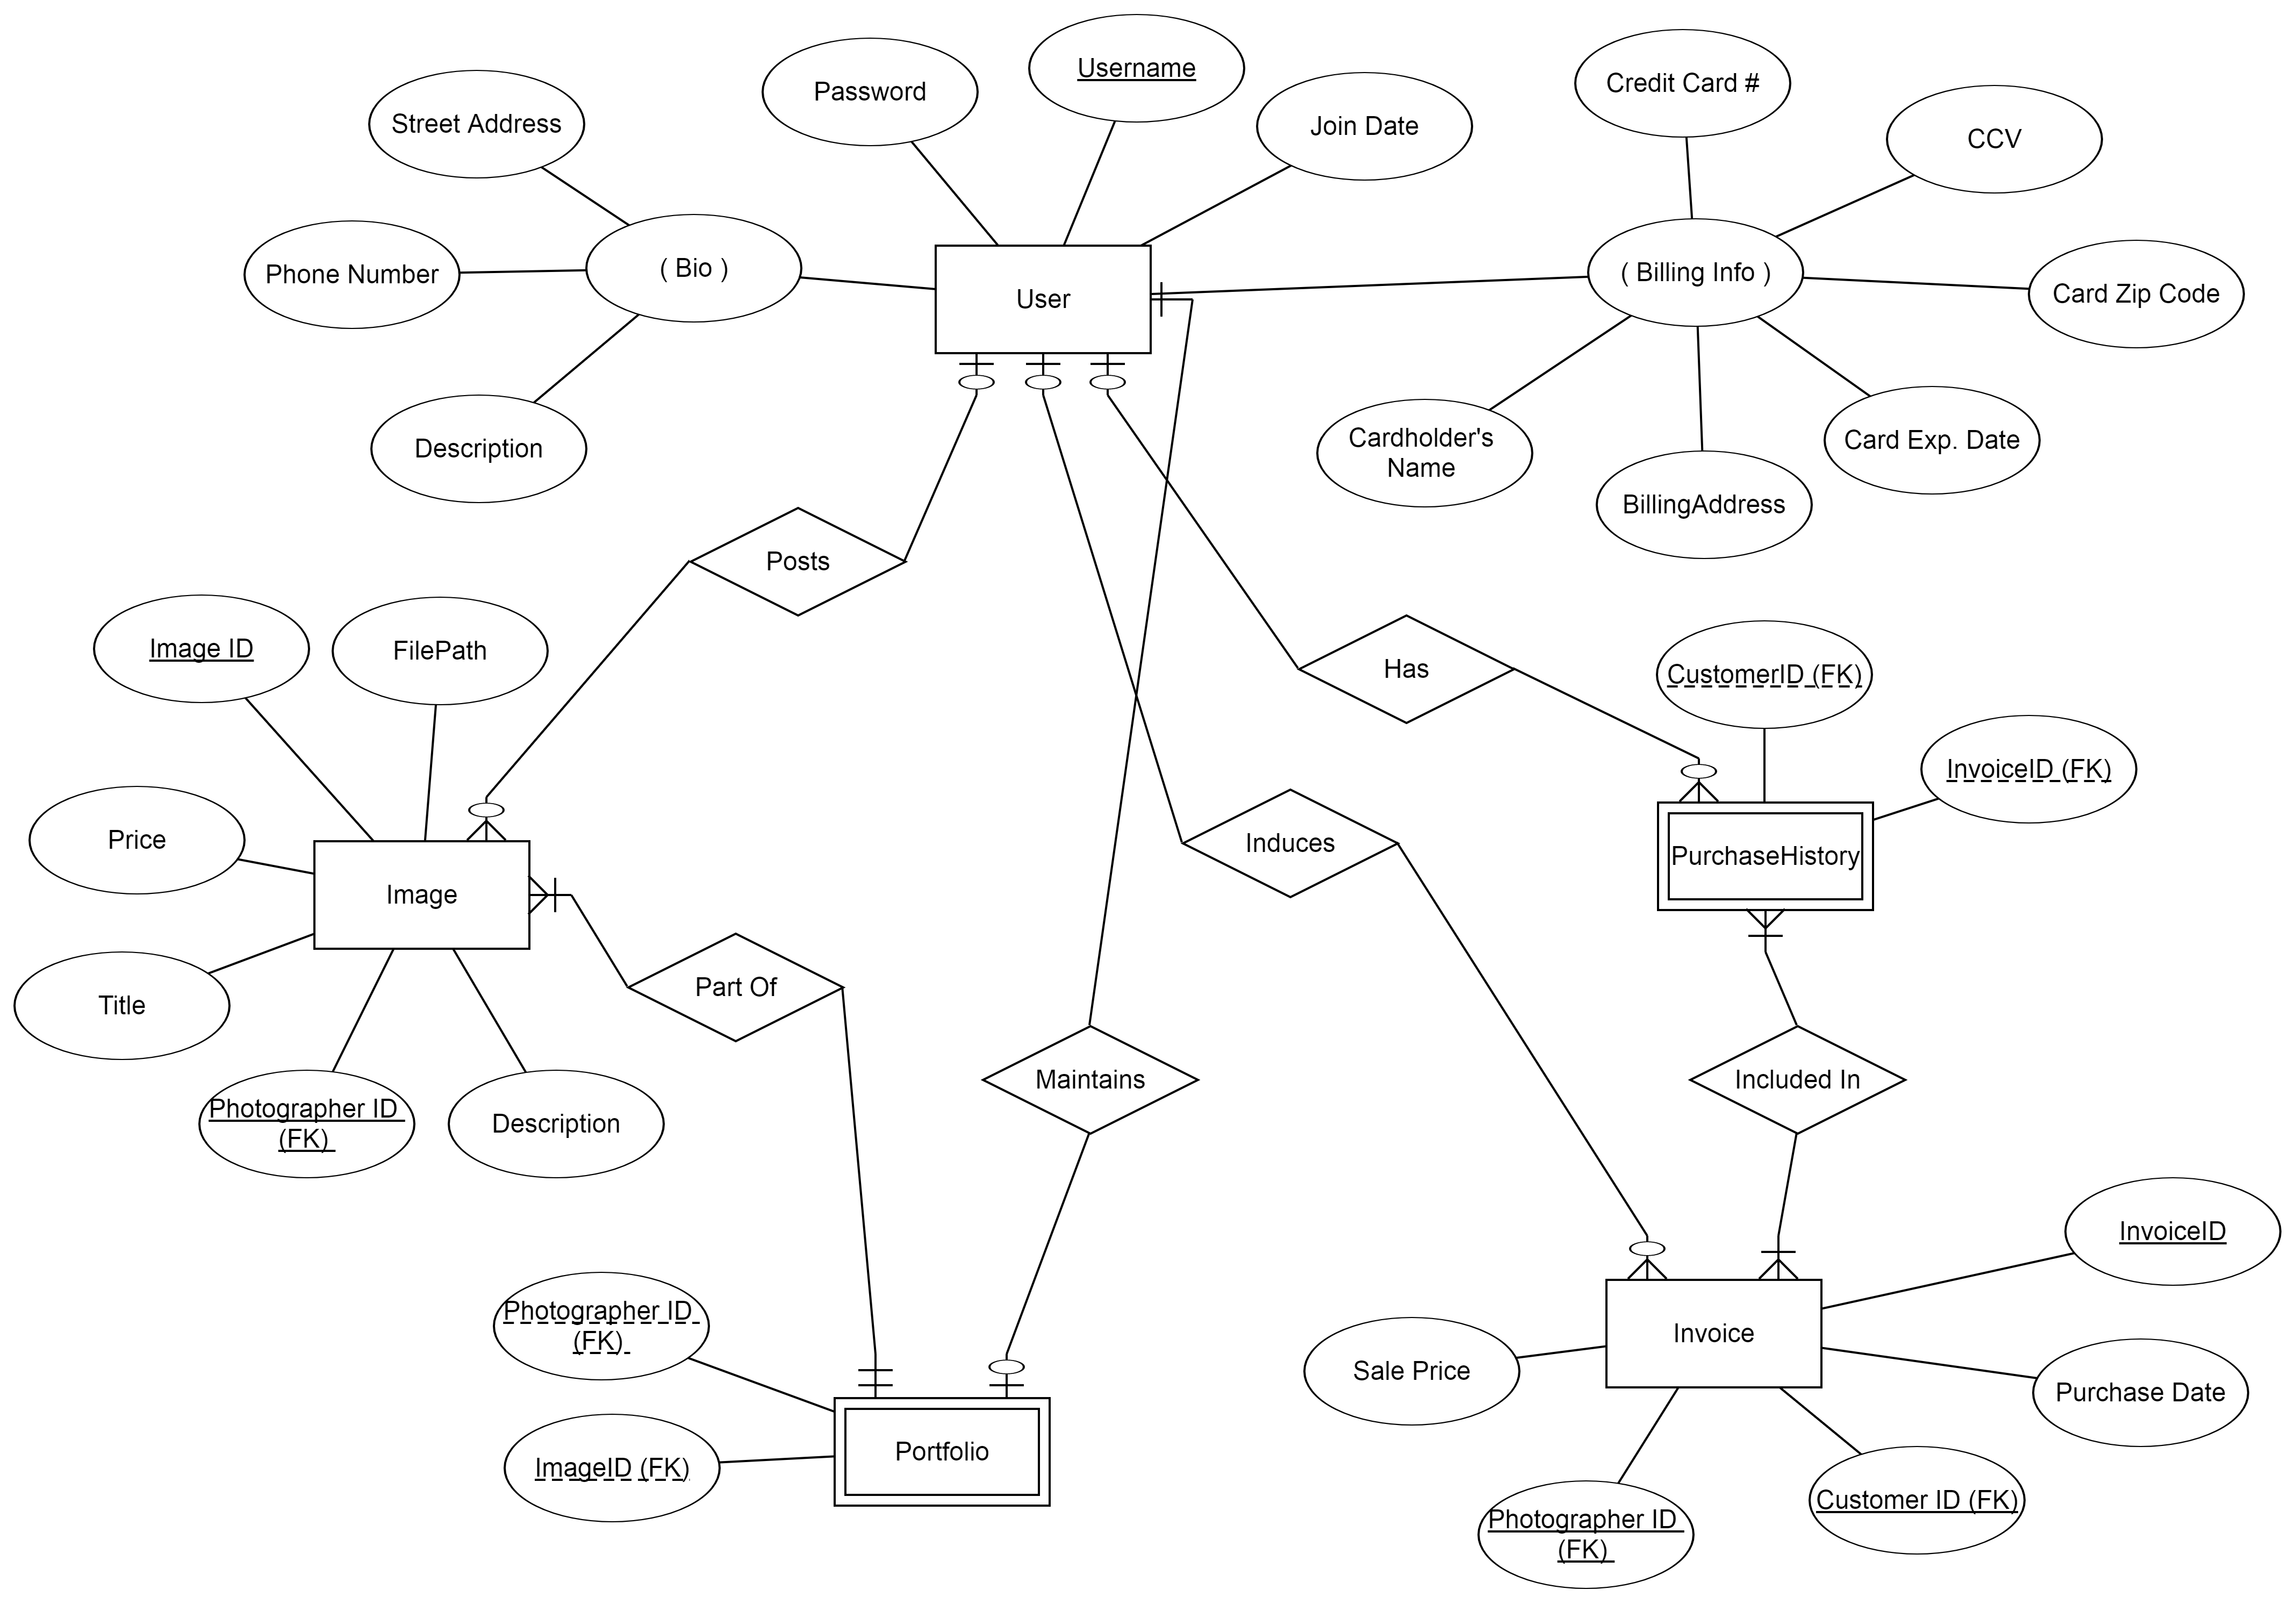 Username
Credit Card #
Password
Street Address
Join Date
CCV
( Bio )
Phone Number
( Billing Info )
Card Zip Code
User
Cardholder's
Name
Card Exp. Date
Description
BillingAddress
Posts
Image ID
FilePath
Has
CustomerID (FK)
InvoiceID (FK)
Price
Induces
PurchaseHistory
Image
Part Of
Title
Maintains
Included In
Photographer ID
(FK)
Description
InvoiceID
Photographer ID
(FK)
Invoice
Sale Price
Purchase Date
Portfolio
ImageID (FK)
Customer ID (FK)
Photographer ID
(FK)